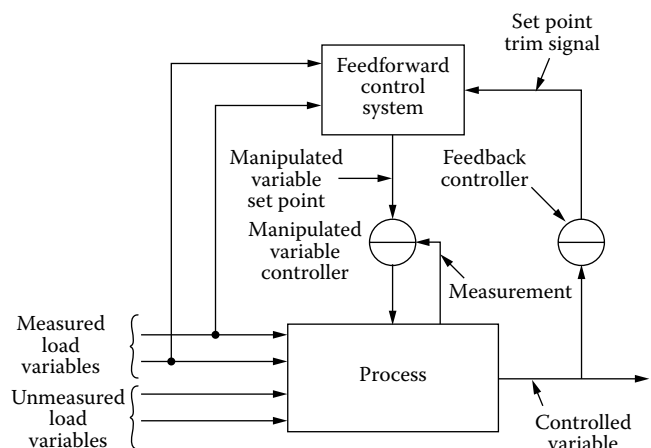 Set point
trim signal
Feedforward
control
system
Manipulated
variable
set point
Feedback
controller
Manipulated
variable
controller
Measurement
Measured
load
variables
Process
Unmeasured
load
variables
Controlled
variable